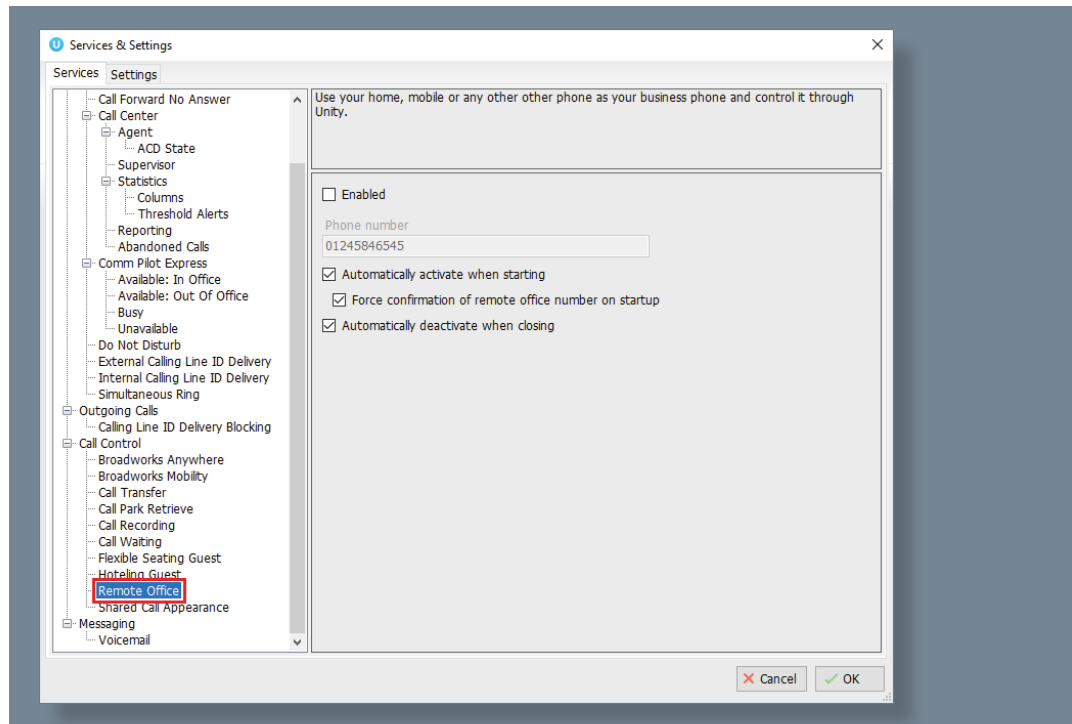 Services & Settings
Services Settings
Call Forward No Answer
Call Center
Agent
ACD State
Supervisor
Statistics
Columns
Threshold Alerts
Reporting
Abandoned Calls
Comm Pilot Express
Available: In Office
Available: Out Of Office
Busy
Unavailable
Do Not Disturb
External Calling Line ID Delivery
Internal Calling Line ID Delivery
Simultaneous Ring
Outgoing Calls
Calling Line ID Delivery Blocking
Call Control
Broadworks Anywhere
Broadworks Mobility
Call Transfer
Call Park Retrieve
Call Recording
Call Waiting
Flexible Seating Guest
Hoteling Guest
Remote Office
Shared Call Appearance
Messaging
Voicemail
Use your home, mobile or any other other phone as your business phone and control it through
Unity.
Enabled
Phone number
01245846545
Automatically activate when starting
Force confirmation of remote office number on startup
Automatically deactivate when closing
Cancel OK